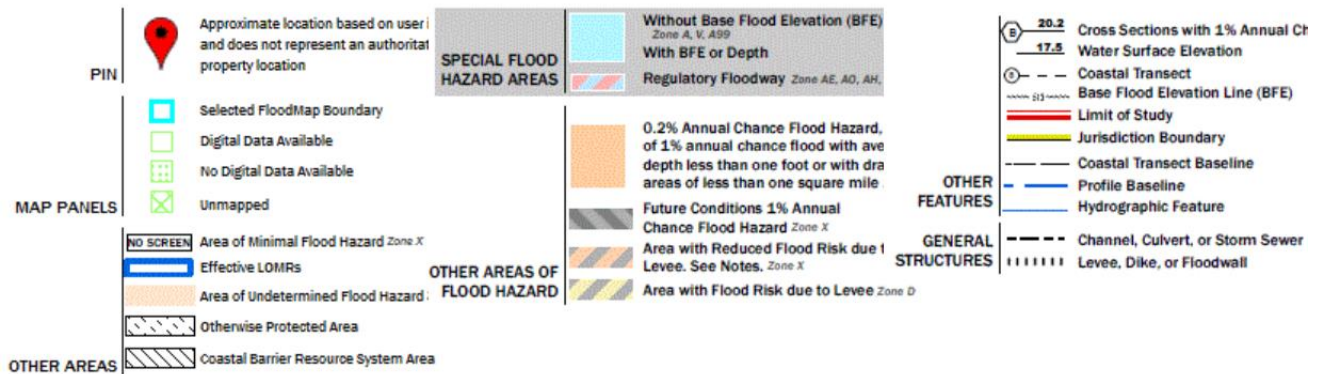 Approximate location based on user
and does not represent an authoritat
property location
PIN
Selected FloodMap Boundary
Digital Data Available
No Digital Data Available
Unmapped
MAP PANELS
NO SCREEN Area of Minimal Flood Hazard Zone X
Effective LOMRs
Area of Undetermined Flood Hazard
Otherwise Protected Area
Coastal Barrier Resource System Area
OTHER AREAS
Without Base Flood Elevation (BFE)
Zone A, V, A99
With BFE or Depth
Regulatory Floodway Zone AE, AO, AH,
SPECIAL FLOOD
HAZARD AREAS
0.2% Annual Chance Flood Hazard,
of 1% annual chance flood with ave
depth less than one foot or with dra
areas of less than one square mile
Future Conditions 1% Annual
Chance Flood Hazard Zone X
Area with Reduced Flood Risk due t
Levee. See Notes. Zone X
Area with Flood Risk due to Levee Zone D
OTHER AREAS OF
FLOOD HAZARD
B 20.2 Cross Sections with 1% Annual Ch
17.5 Water Surface Elevation
8 Coastal Transect
513 Base Flood Elevation Line (BFE)
Limit of Study
Jurisdiction Boundary
Coastal Transect Baseline
Profile Baseline
Hydrographic Feature
OTHER
FEATURES
Channel, Culvert, or Storm Sewer
Levee, Dike, or Floodwall
GENERAL
STRUCTURES